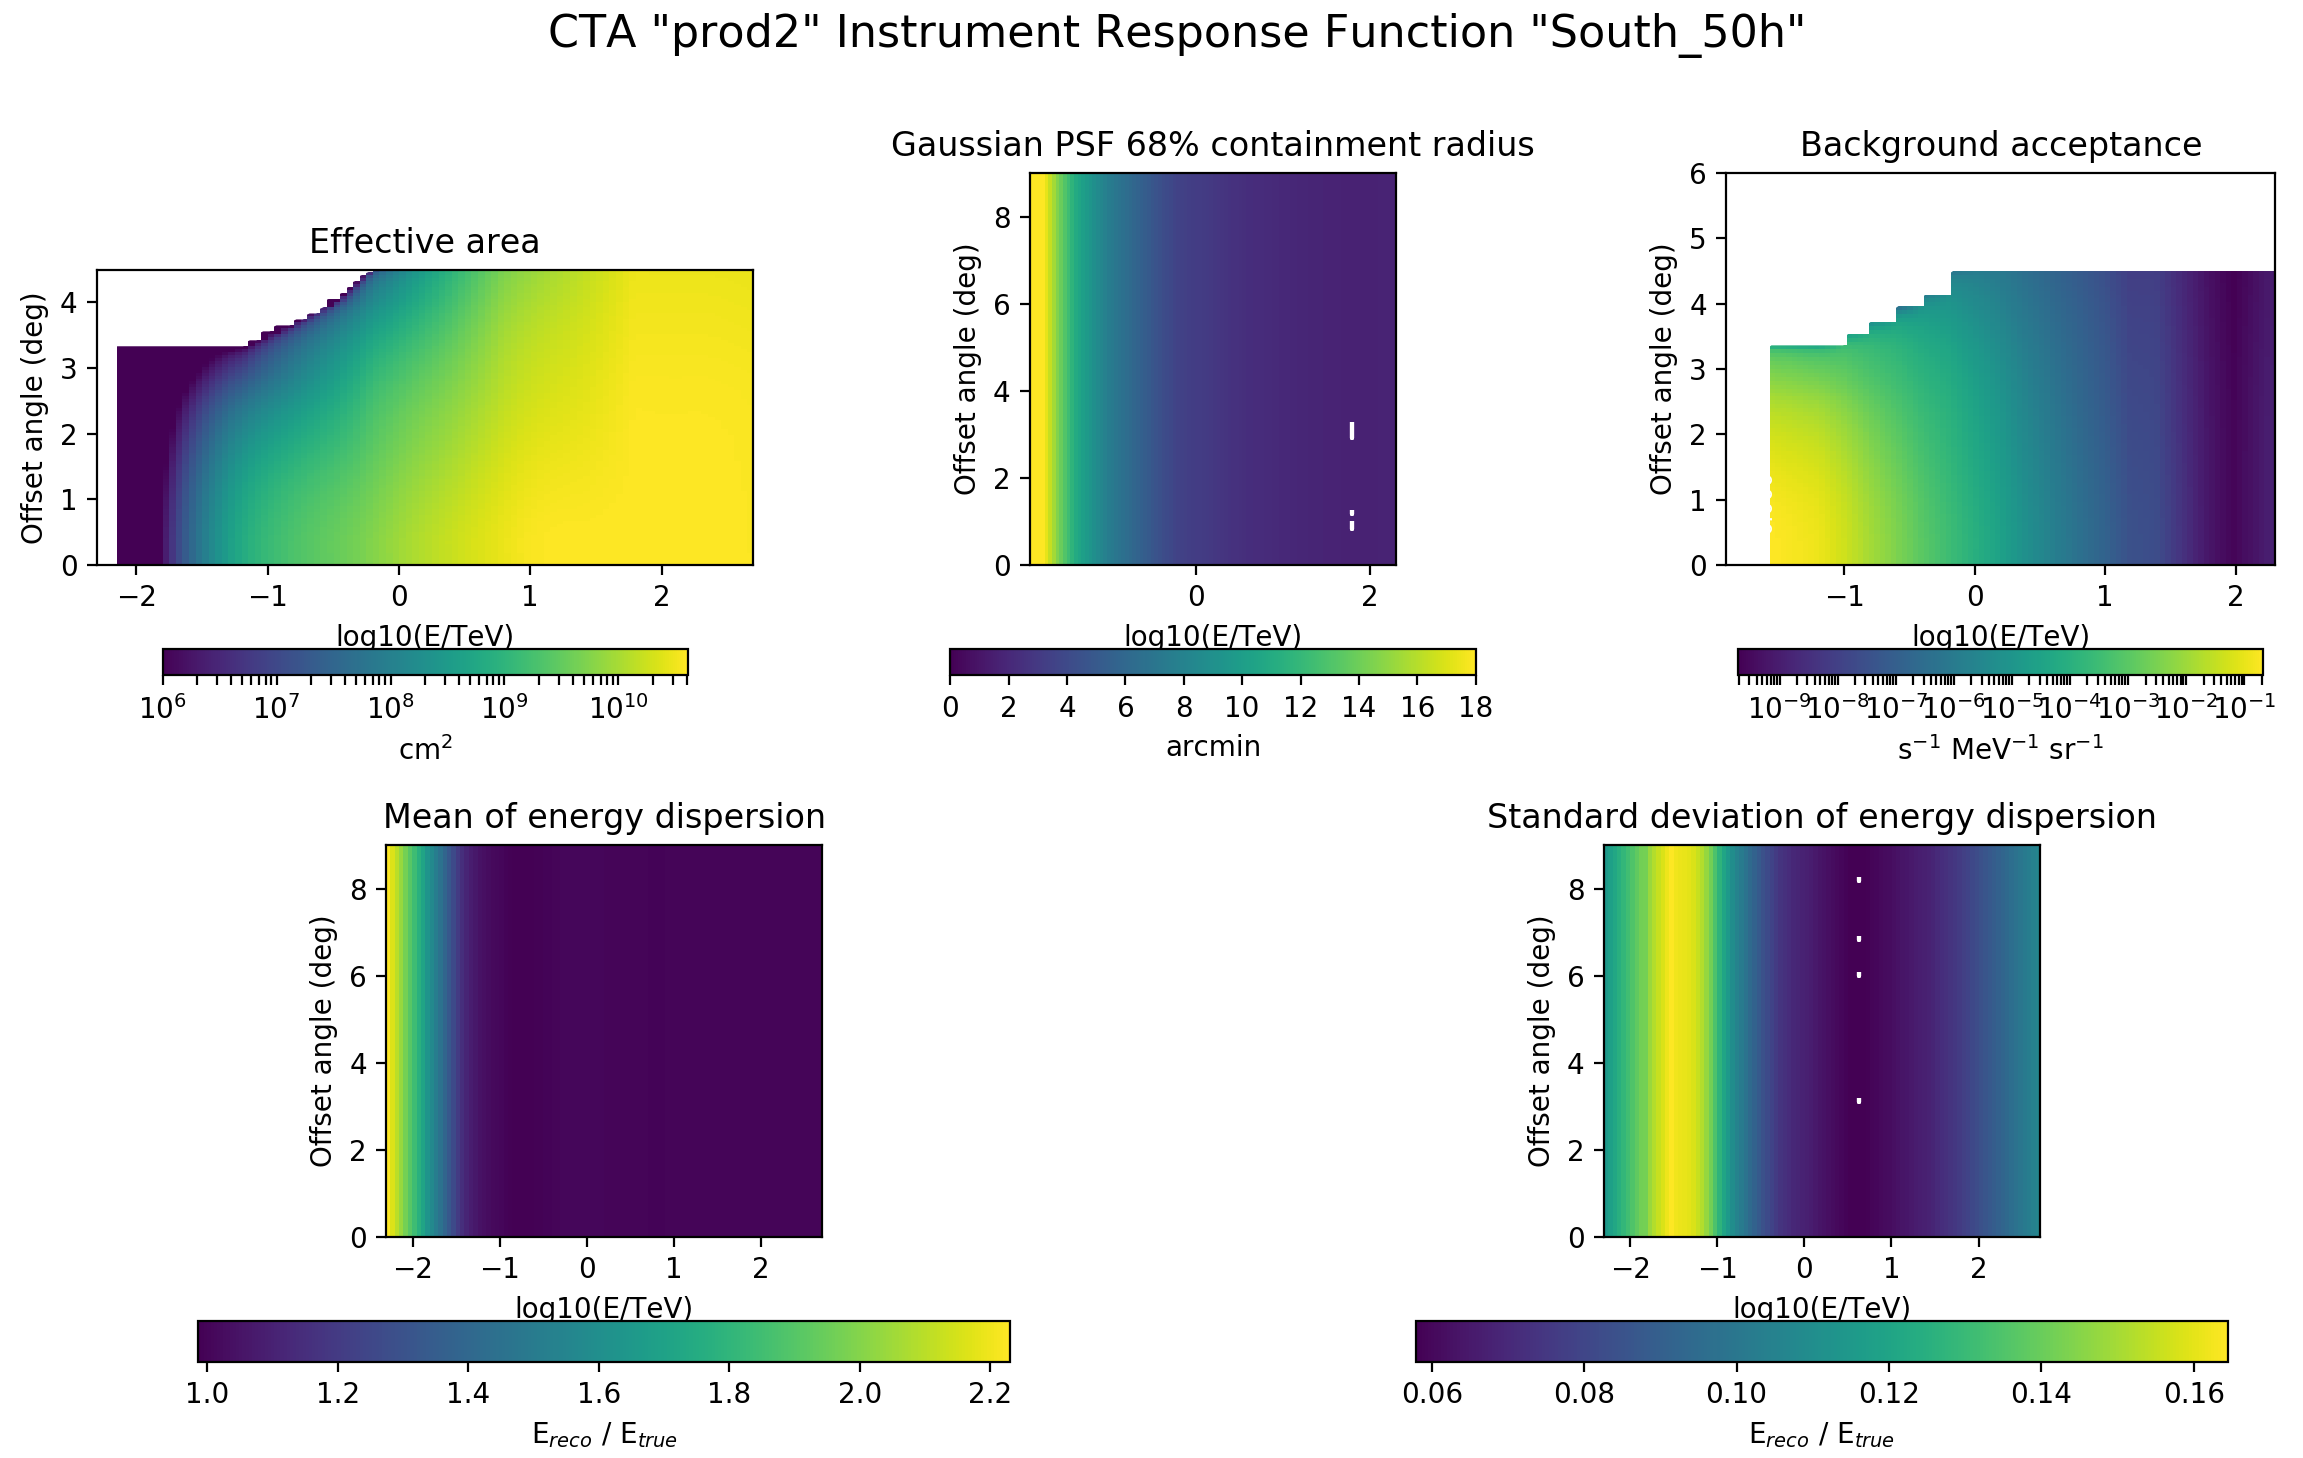 CTA "prod2" Instrument Response Function "South_50h"
Effective area
Offset angle (deg)
4
3
2
1
0
−2 −1 0 1 2
log10(E/TeV)
10⁶ 10⁷ 10⁸ 10⁹ 10¹⁰
cm²
Gaussian PSF 68% containment radius
Offset angle (deg)
8
6
4
2
0
0 2
log10(E/TeV)
0 2 4 6 8 10 12 14 16 18
arcmin
Background acceptance
Offset angle (deg)
6
5
4
3
2
1
0
−1 0 1 2
log10(E/TeV)
10⁻⁹ 10⁻⁸ 10⁻⁷ 10⁻⁶ 10⁻⁵ 10⁻⁴ 10⁻³ 10⁻² 10⁻¹
s⁻¹ MeV⁻¹ sr⁻¹
Mean of energy dispersion
Offset angle (deg)
8
6
4
2
0
−2 −1 0 1 2
log10(E/TeV)
1.0 1.2 1.4 1.6 1.8 2.0 2.2
E_reco / E_true
Standard deviation of energy dispersion
Offset angle (deg)
8
6
4
2
0
−2 −1 0 1 2
log10(E/TeV)
0.06 0.08 0.10 0.12 0.14 0.16
E_reco / E_true